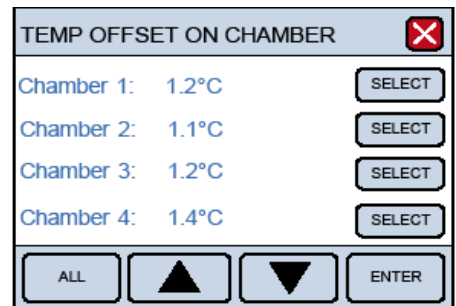 TEMP OFFSET ON CHAMBER
Chamber 1: 1.2°C SELECT
Chamber 2: 1.1°C SELECT
Chamber 3: 1.2°C SELECT
Chamber 4: 1.4°C SELECT
ALL ENTER